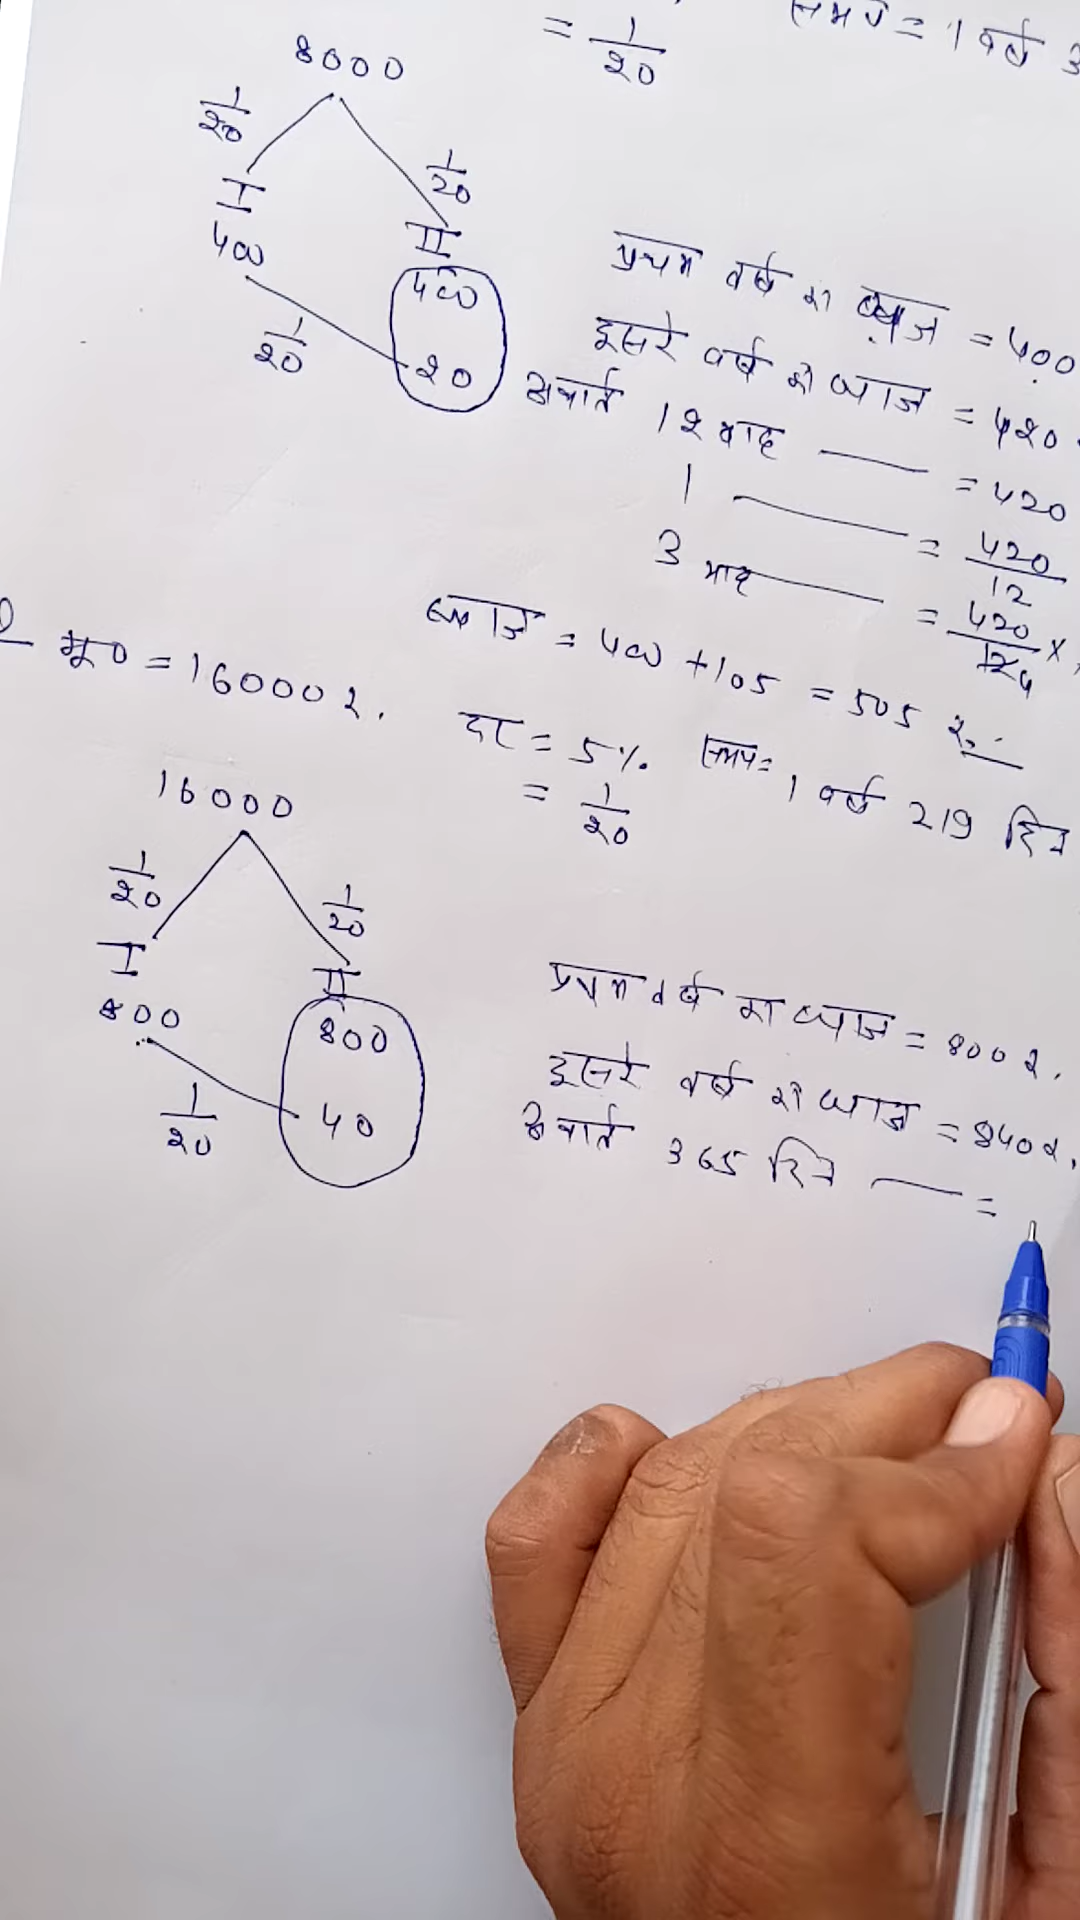 = 1/20 समय = 1 वर्ष 3
8000
1/20 1/20
I II
400 400
1/20 20
प्रथम वर्ष का ब्याज = 400
दूसरे वर्ष का ब्याज = 420
अर्थात 12 माह — = 420
1 — = 420/12
3 माह — = 420/12 4 ×
ब्याज = 400 + 105 = 505 रु.
मू० = 16000 रु. दर = 5% समय = 1 वर्ष 219 दिन
= 1/20
16000
1/20 1/20
I II
800 800
1/20 40
प्रथम वर्ष का ब्याज = 800 रु.
दूसरे वर्ष का ब्याज = 840 रु.
अर्थात 365 दिन — =